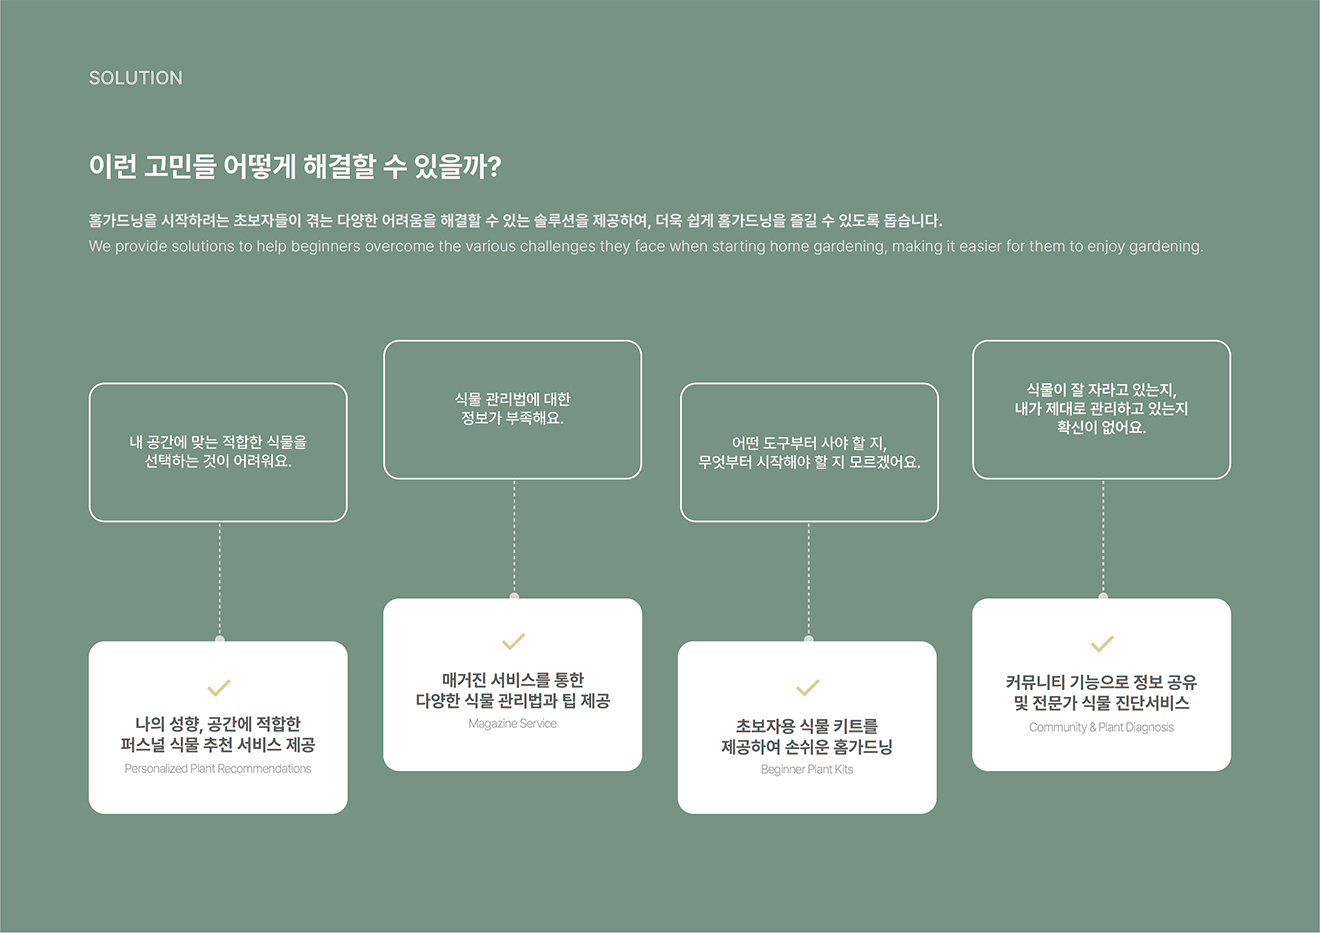 SOLUTION
이런 고민들 어떻게 해결할 수 있을까?
홈가드닝을 시작하려는 초보자들이 겪는 다양한 어려움을 해결할 수 있는 솔루션을 제공하여, 더욱 쉽게 홈가드닝을 즐길 수 있도록 돕습니다.
We provide solutions to help beginners overcome the various challenges they face when starting home gardening, making it easier for them to enjoy gardening.
내 공간에 맞는 적합한 식물을
선택하는 것이 어려워요.
식물 관리법에 대한
정보가 부족해요.
어떤 도구부터 사야 할 지,
무엇부터 시작해야 할 지 모르겠어요.
식물이 잘 자라고 있는지,
내가 제대로 관리하고 있는지
확신이 없어요.
나의 성향, 공간에 적합한
퍼스널 식물 추천 서비스 제공
Personalized Plant Recommendations
매거진 서비스를 통한
다양한 식물 관리법과 팁 제공
Magazine Service
초보자용 식물 키트를
제공하여 손쉬운 홈가드닝
Beginner Plant Kits
커뮤니티 기능으로 정보 공유
및 전문가 식물 진단서비스
Community & Plant Diagnosis